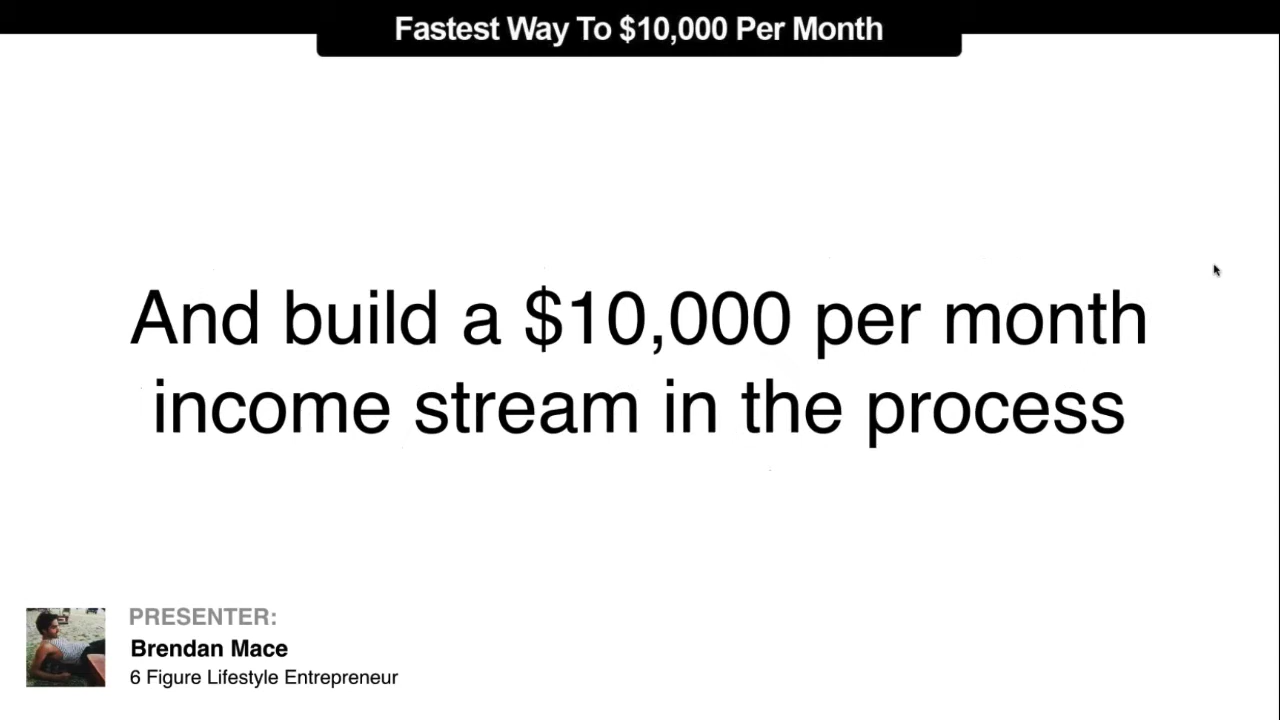 Fastest Way To $10,000 Per Month
And build a $10,000 per month
income stream in the process
PRESENTER:
Brendan Mace
6 Figure Lifestyle Entrepreneur